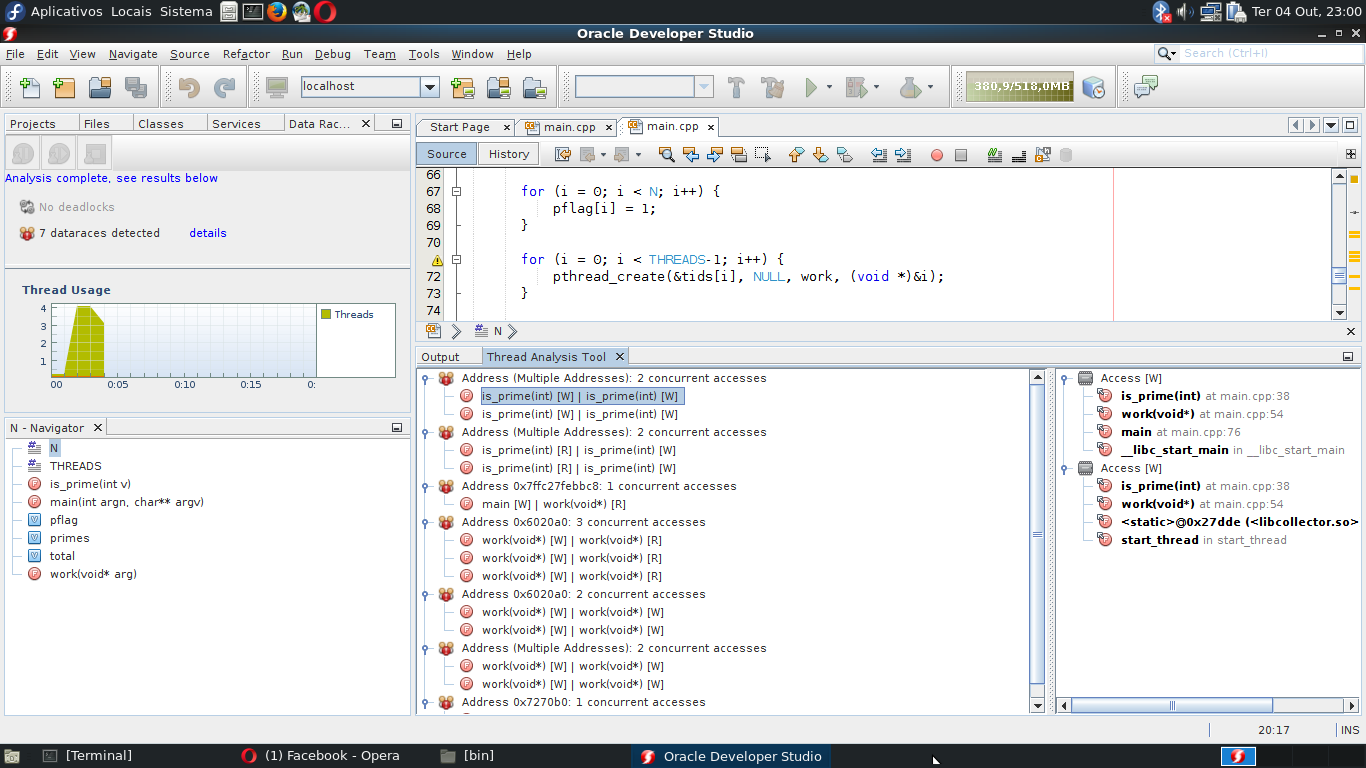 Aplicativos Locais Sistema Ter 04 Out, 23:00
Oracle Developer Studio
File Edit View Navigate Source Refactor Run Debug Team Tools Window Help Search (Ctrl+I)
localhost 380,9/518,0MB
Projects Files Classes Services Data Rac...
Start Page main.cpp main.cpp
Source History
Analysis complete, see results below
No deadlocks
7 dataraces detected details
Thread Usage
4
3
2
1
00 0:05 0:10 0:15 0:
Threads
66
67 for (i = 0; i < N; i++) {
68 pflag[i] = 1;
69 }
70
for (i = 0; i < THREADS-1; i++) {
72 pthread_create(&tids[i], NULL, work, (void *)&i);
73 }
74
N
N - Navigator
N
THREADS
is_prime(int v)
main(int argn, char** argv)
pflag
primes
total
work(void* arg)
Output Thread Analysis Tool
Address (Multiple Addresses): 2 concurrent accesses
is_prime(int) [W] | is_prime(int) [W]
is_prime(int) [W] | is_prime(int) [W]
Address (Multiple Addresses): 2 concurrent accesses
is_prime(int) [R] | is_prime(int) [W]
is_prime(int) [R] | is_prime(int) [W]
Address 0x7ffc27febbc8: 1 concurrent accesses
main [W] | work(void*) [R]
Address 0x6020a0: 3 concurrent accesses
work(void*) [W] | work(void*) [R]
work(void*) [W] | work(void*) [R]
work(void*) [W] | work(void*) [R]
Address 0x6020a0: 2 concurrent accesses
work(void*) [W] | work(void*) [W]
work(void*) [W] | work(void*) [W]
Address (Multiple Addresses): 2 concurrent accesses
work(void*) [W] | work(void*) [W]
work(void*) [W] | work(void*) [W]
Address 0x7270b0: 1 concurrent accesses
Access [W]
is_prime(int) at main.cpp:38
work(void*) at main.cpp:54
main at main.cpp:76
__libc_start_main in __libc_start_main
Access [W]
is_prime(int) at main.cpp:38
work(void*) at main.cpp:54
<static>@0x27dde (<libcollector.so>
start_thread in start_thread
20:17 INS
[Terminal] (1) Facebook - Opera [bin] Oracle Developer Studio